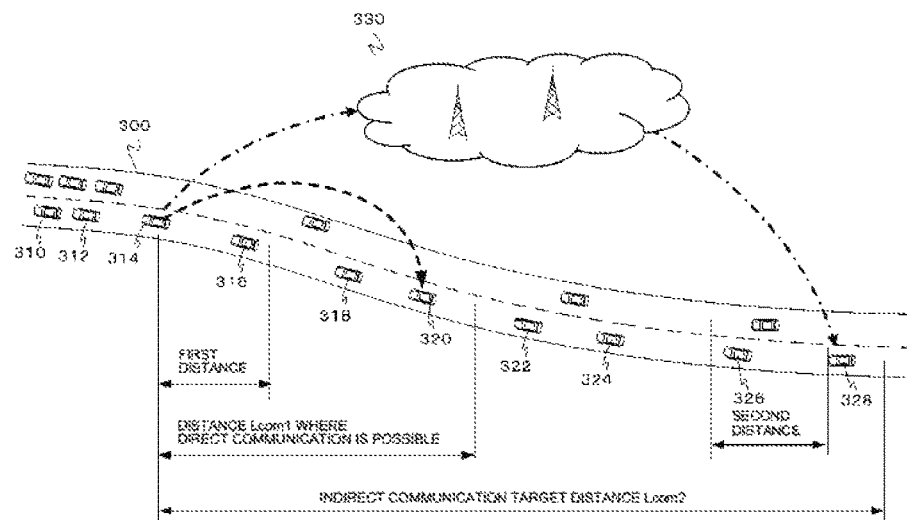 330
300
310
312
314
316
318
320
322
324
326
328
FIRST
DISTANCE
DISTANCE Lcom1 WHERE
DIRECT COMMUNICATION IS POSSIBLE
SECOND
DISTANCE
INDIRECT COMMUNICATION TARGET DISTANCE Lcom2